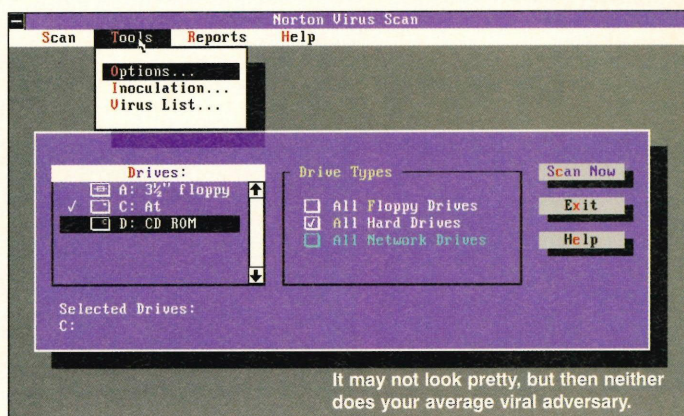 Norton Virus Scan
Scan Tools Reports Help
Options...
Inoculation...
Virus List...
Drives:
A: 3½" floppy
✓ C: At
D: CD ROM
Drive Types
All Floppy Drives
✓ All Hard Drives
All Network Drives
Scan Now
Exit
Help
Selected Drives:
C:
It may not look pretty, but then neither
does your average viral adversary.